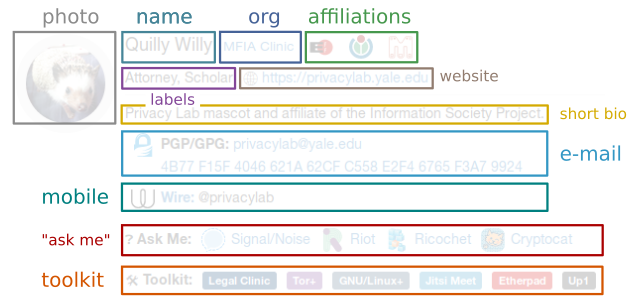 photo name org affiliations
Quilly Willy MFIA Clinic
Attorney, Scholar @ https://privacylab.yale.edu website
labels
Privacy Lab mascot and affiliate of the Information Society Project. short bio
PGP/GPG: privacylab@yale.edu
e-mail
4B77 F15F 4046 621A 62CF C558 E2F4 6765 F3A7 9924
mobile Wire: @privacylab
"ask me" ? Ask Me: Signal/Noise Riot Ricochet Cryptocat
toolkit Toolkit: Legal Clinic Tor+ GNU/Linux+ Jitsi Meet Etherpad Up1